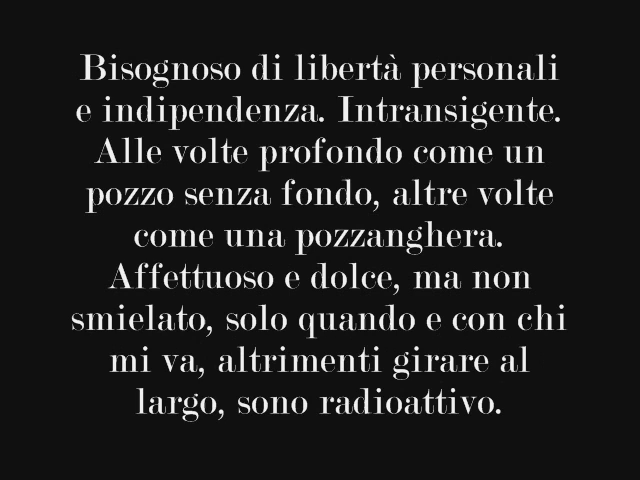 Bisognoso di libertà personali
e indipendenza. Intransigente.
Alle volte profondo come un
pozzo senza fondo, altre volte
come una pozzanghera.
Affettuoso e dolce, ma non
smielato, solo quando e con chi
mi va, altrimenti girare al
largo, sono radioattivo.